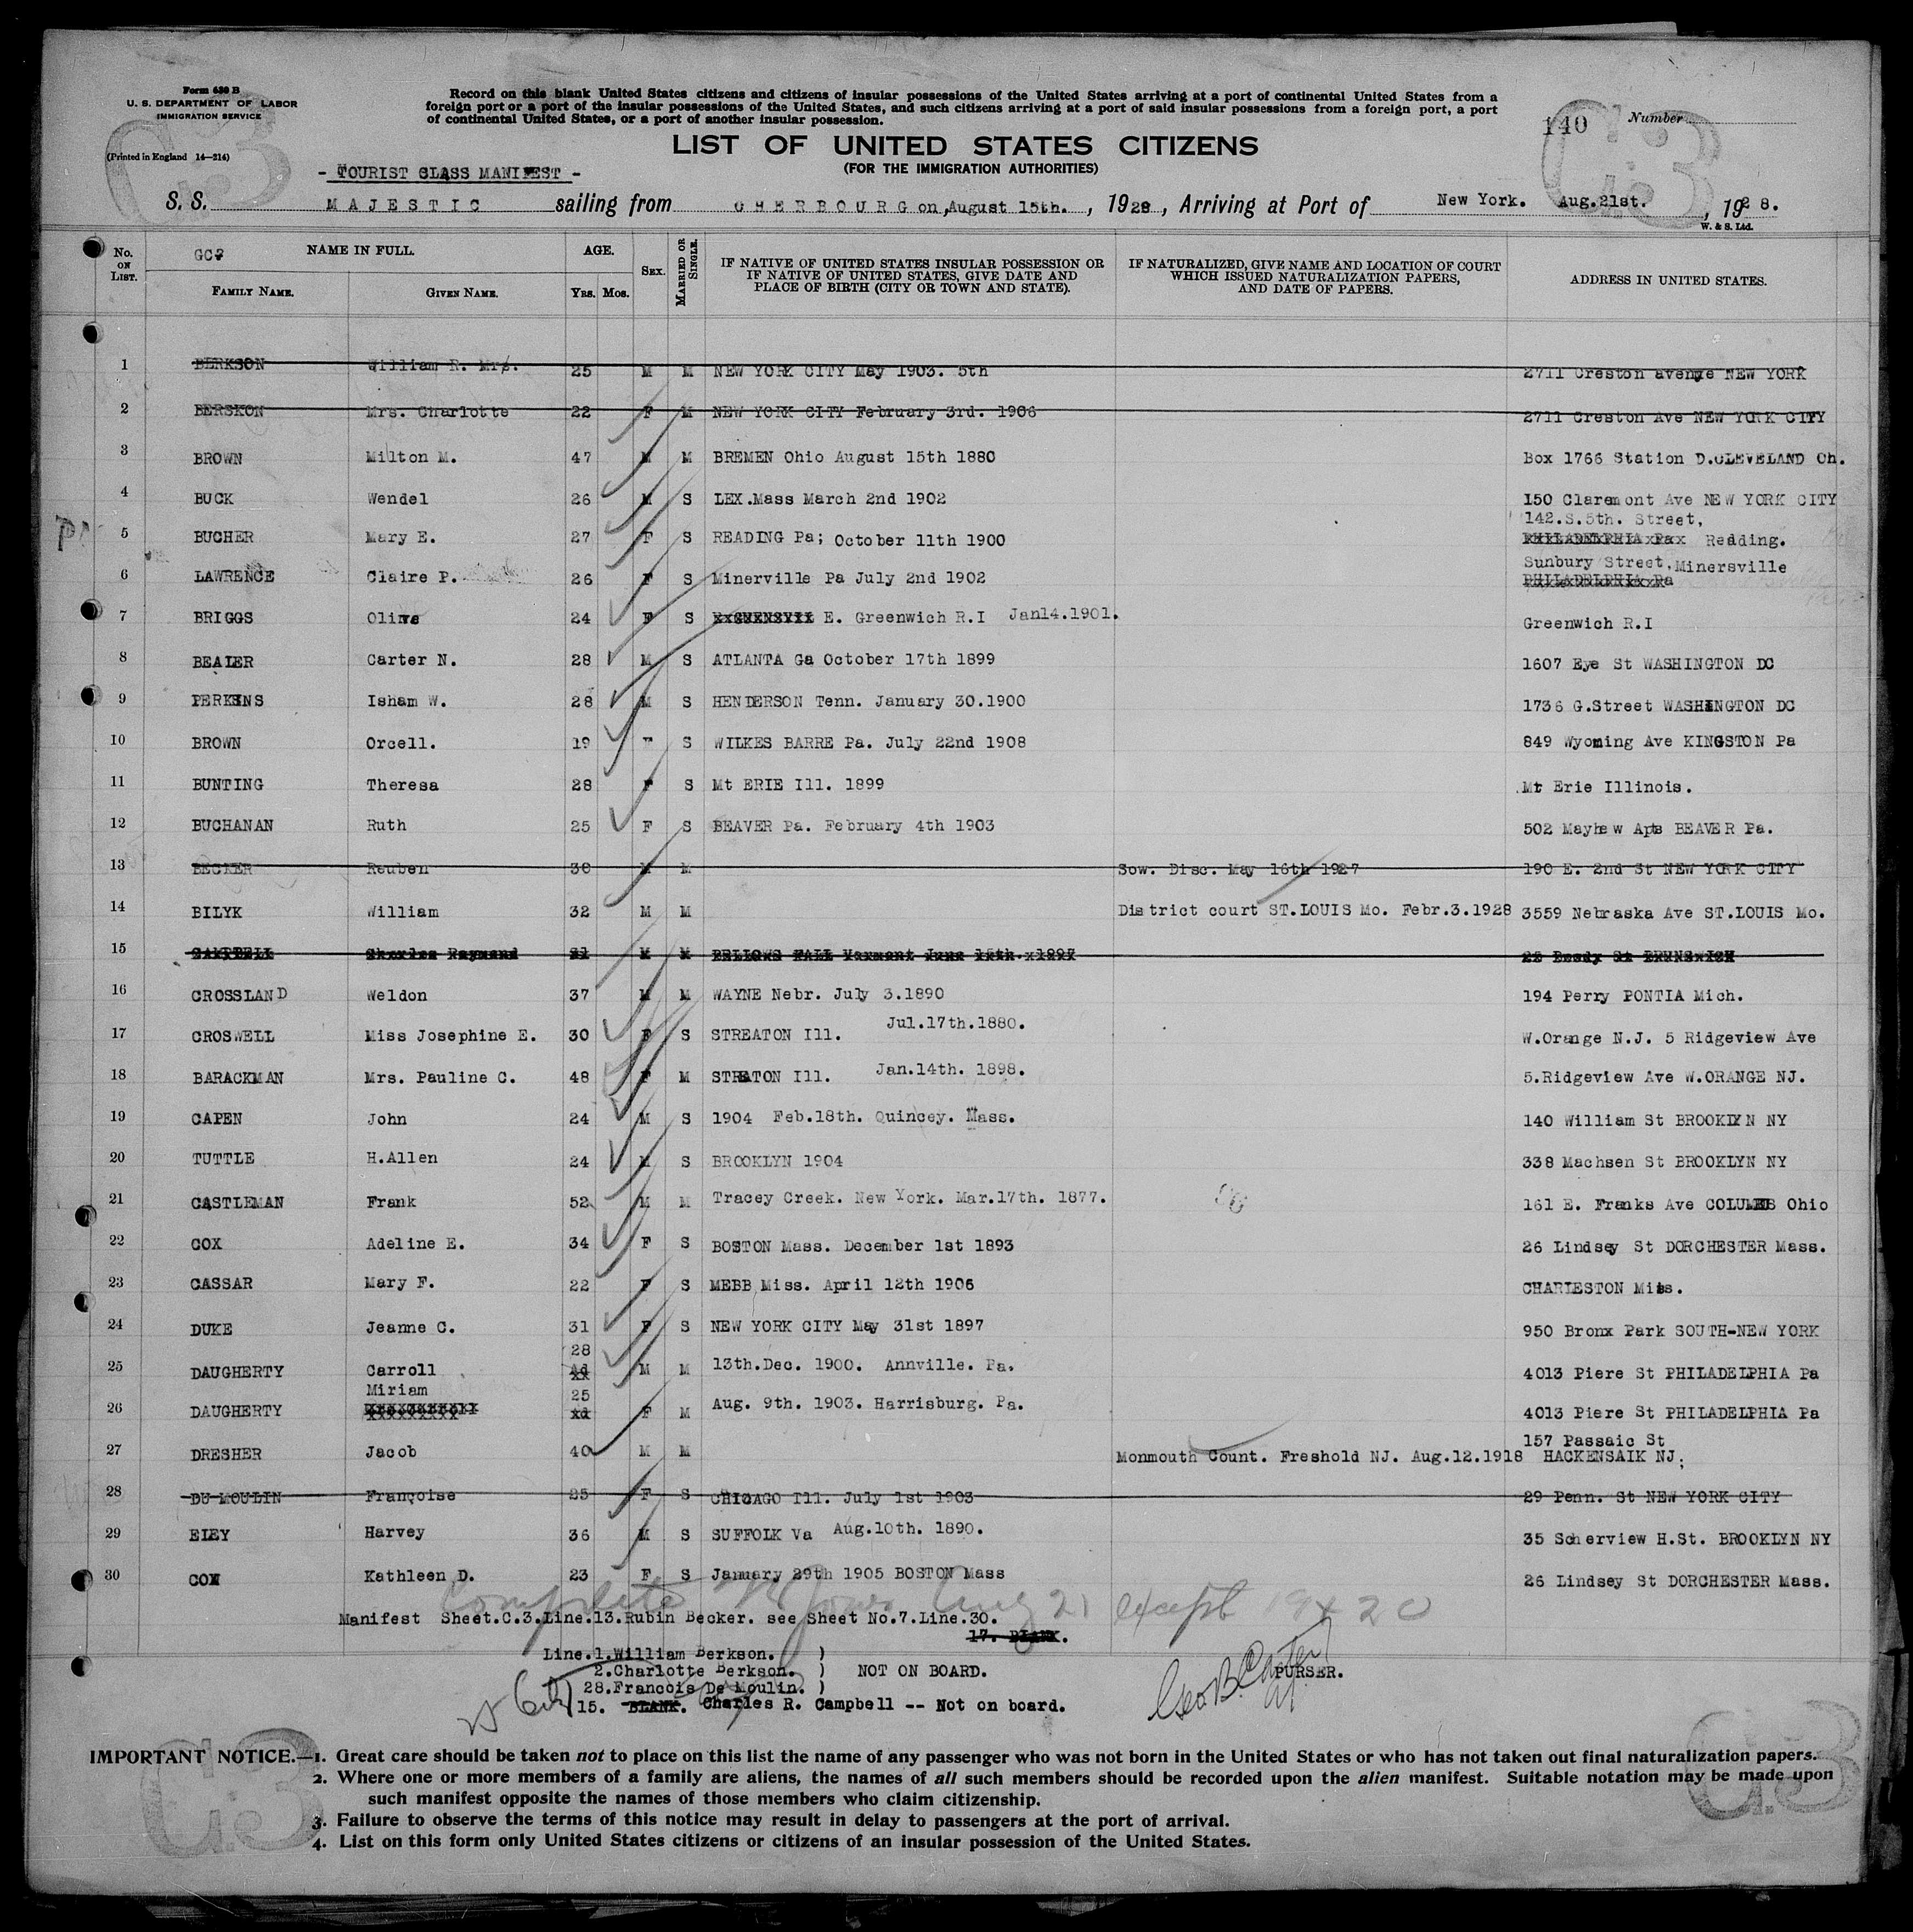 Form 630 B
U. S. DEPARTMENT OF LABOR
IMMIGRATION SERVICE
(Printed in England 14—214)
Record on this blank United States citizens and citizens of insular possessions of the United States arriving at a port of continental United States from a
foreign port or a port of the insular possessions of the United States, and such citizens arriving at a port of said insular possessions from a foreign port, a port
of continental United States, or a port of another insular possession.
140 Number
LIST OF UNITED STATES CITIZENS
(FOR THE IMMIGRATION AUTHORITIES)
- TOURIST CLASS MANIFEST -
S. S. MAJESTIC sailing from CHERBOURG on, August 15th. , 1928 , Arriving at Port of New York. Aug.21st. , 1928.
W. & S. Ltd.
No. ON LIST. NAME IN FULL. AGE. SEX. MARRIED OR SINGLE. IF NATIVE OF UNITED STATES INSULAR POSSESSION OR IF NATIVE OF UNITED STATES, GIVE DATE AND PLACE OF BIRTH (CITY OR TOWN AND STATE). IF NATURALIZED, GIVE NAME AND LOCATION OF COURT WHICH ISSUED NATURALIZATION PAPERS, AND DATE OF PAPERS. ADDRESS IN UNITED STATES.
FAMILY NAME. GIVEN NAME. YRS. MOS.
1 BERKSON William R. Mrs. 25 M M NEW YORK CITY May 1903. 5th 2711 Creston avenye NEW YORK
2 BERSKON Mrs. Charlotte 22 F M NEW YORK CITY February 3rd. 1906 2711 Creston Ave NEW YORK CITY
3 BROWN Milton M. 47 M M BREMEN Ohio August 15th 1880 Box 1766 Station D.CLEVELAND Oh.
4 BUCK Wendel 26 M S LEX.Mass March 2nd 1902 150 Claremont Ave NEW YORK CITY
142.S.5th. Street,
5 BUCHER Mary E. 27 F S READING Pa; October 11th 1900 PHILADELPHIA Pa Redding.
Sunbury Street,Minersville
6 LAWRENCE Claire P. 26 F S Minerville Pa July 2nd 1902 PHILADELPHIA Pa
7 BRIGGS Olive 24 F S E. Greenwich R.I Jan14.1901. Greenwich R.I
8 BEALER Carter N. 28 M S ATLANTA Ga October 17th 1899 1607 Eye St WASHINGTON DC
9 PERKINS Isham W. 28 M S HENDERSON Tenn. January 30.1900 1736 G.Street WASHINGTON DC
10 BROWN Orcell. 19 F S WILKES BARRE Pa. July 22nd 1908 849 Wyoming Ave KINGSTON Pa
11 BUNTING Theresa 28 F S Mt ERIE Ill. 1899 Mt Erie Illinois.
12 BUCHANAN Ruth 25 F S BEAVER Pa. February 4th 1903 502 Mayhew Apts BEAVER Pa.
13 BECKER Reuben 30 M M Sow. Disc. May 16th 1927 190 E. 2nd St NEW YORK CITY
14 BILYK William 32 M M District court ST.LOUIS Mo. Febr.3.1928 3559 Nebraska Ave ST.LOUIS Mo.
15 CAMPBELL Charles Raymond 31 M M BELLOWS FALL Vermont June 15th. 1897 28 Boody St BRUNSWICH
16 CROSSLAND Weldon 37 M M WAYNE Nebr. July 3.1890 194 Perry PONTIA Mich.
17 CROSWELL Miss Josephine E. 30 F S STREATON Ill. Jul.17th.1880. W.Orange N.J. 5 Ridgeview Ave
18 BARACKMAN Mrs. Pauline C. 48 F M STREATON Ill. Jan.14th. 1898. 5.Ridgeview Ave W.ORANGE NJ.
19 CAPEN John 24 M S 1904 Feb.18th. Quincey. Mass. 140 William St BROOKLYN NY
20 TUTTLE H.Allen 24 M S BROOKLYN 1904 338 Machsen St BROOKLYN NY
21 CASTLEMAN Frank 52 M M Tracey Creek. New York. Mar.17th. 1877. 161 E. Franks Ave COLUMBUS Ohio
22 COX Adeline E. 34 F S BOSTON Mass. December 1st 1893 26 Lindsey St DORCHESTER Mass.
23 CASSAR Mary F. 22 F S MEBB Miss. April 12th 1906 CHARLESTON Miss.
24 DUKE Jeanne C. 31 F S NEW YORK CITY May 31st 1897 950 Bronx Park SOUTH-NEW YORK
28
25 DAUGHERTY Carroll Ad M M 13th.Dec. 1900. Annville. Pa. 4013 Piere St PHILADELPHIA Pa
Miriam 25
26 DAUGHERTY F M Aug. 9th. 1903. Harrisburg. Pa. 4013 Piere St PHILADELPHIA Pa
157 Passaic St
27 DRESHER Jacob 40 M M Monmouth Count. Freshold NJ. Aug.12.1918 HACKENSAIK NJ.
28 DU MOULIN Françoise 25 F S CHICAGO Ill. July 1st 1903 29 Penn. St NEW YORK CITY
29 ELEY Harvey 36 M S SUFFOLK Va Aug.10th. 1890. 35 Scherview H.St. BROOKLYN NY
30 COX Kathleen D. 23 F S January 29th 1905 BOSTON Mass 26 Lindsey St DORCHESTER Mass.
Complete Aug 21 except 19 & 20
Manifest Sheet.C.3.Line.13.Rubin Becker. see Sheet No.7.Line.30.
17. BLANK.
Line.1.William Berkson. )
2.Charlotte Berkson. ) NOT ON BOARD.
28.Francois De Moulin. )
15. BLANK. Charles R. Campbell -- Not on board.
Geo B. Carter PURSER.
IMPORTANT NOTICE.—1. Great care should be taken not to place on this list the name of any passenger who was not born in the United States or who has not taken out final naturalization papers.
2. Where one or more members of a family are aliens, the names of all such members should be recorded upon the alien manifest. Suitable notation may be made upon
such manifest opposite the names of those members who claim citizenship.
3. Failure to observe the terms of this notice may result in delay to passengers at the port of arrival.
4. List on this form only United States citizens or citizens of an insular possession of the United States.